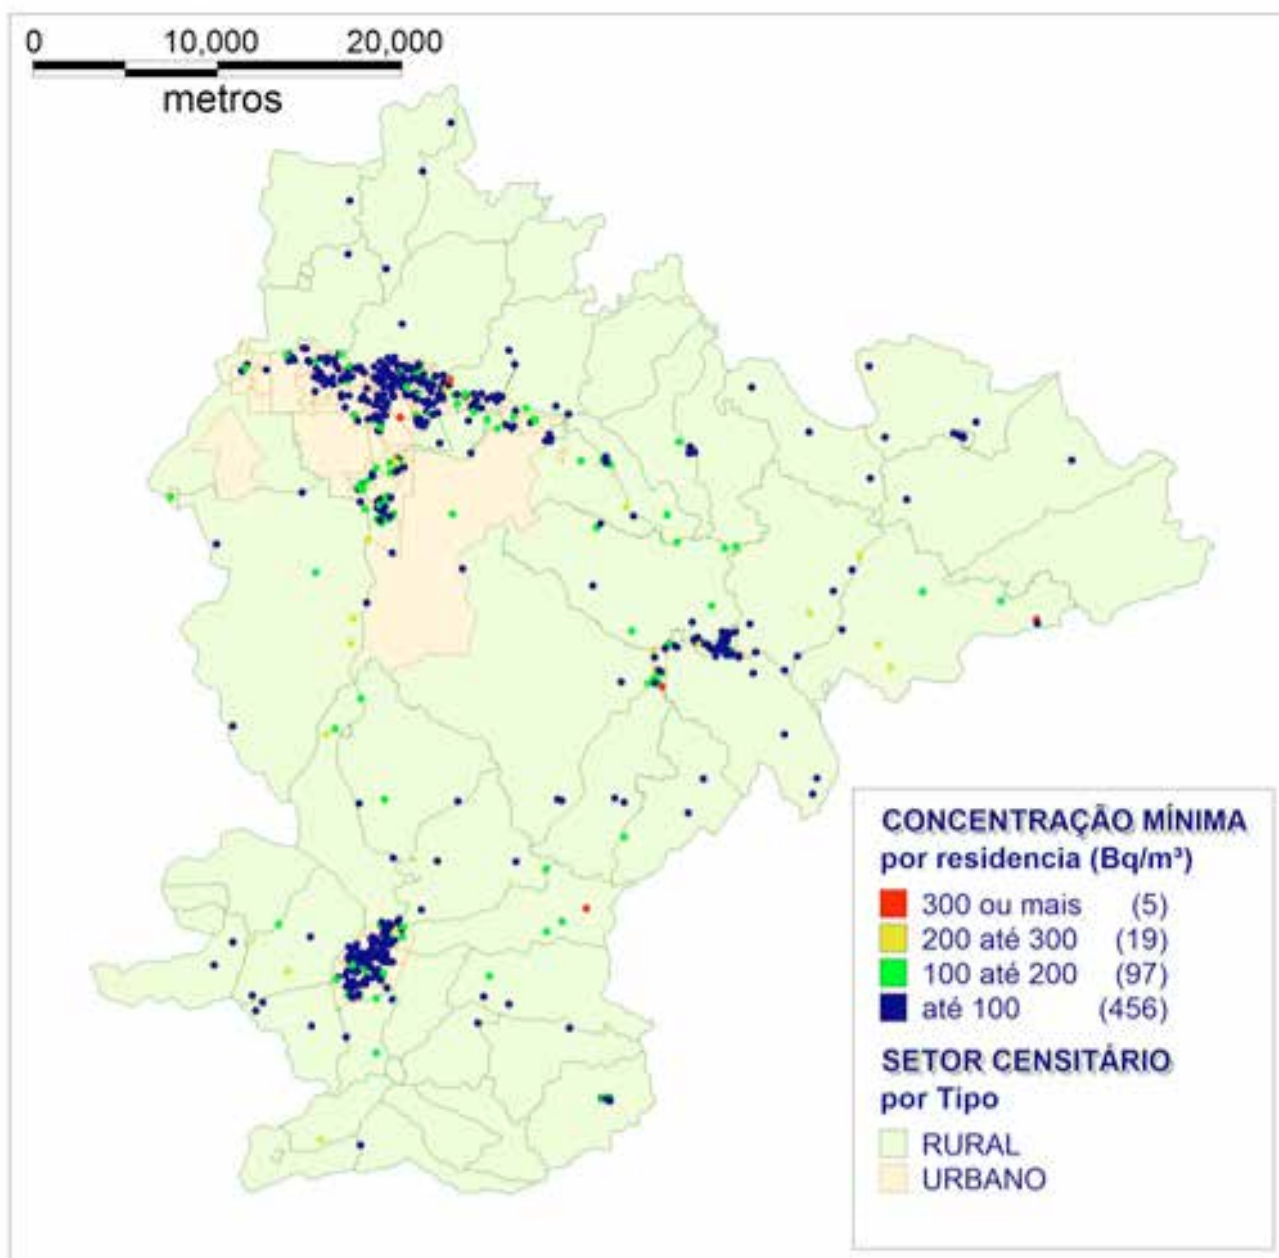 0 10,000 20,000
metros
CONCENTRAÇÃO MÍNIMA
por residencia (Bq/m³)
300 ou mais (5)
200 até 300 (19)
100 até 200 (97)
até 100 (456)
SETOR CENSITÁRIO
por Tipo
RURAL
URBANO